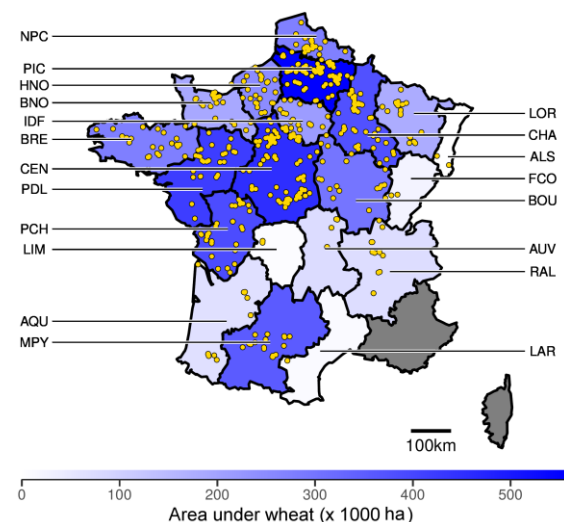 NPC
PIC
HNO
BNO
IDF
BRE
CEN
PDL
PCH
LIM
AQU
MPY
LOR
CHA
ALS
FCO
BOU
AUV
RAL
LAR
100km
0 100 200 300 400 500
Area under wheat (x 1000 ha)